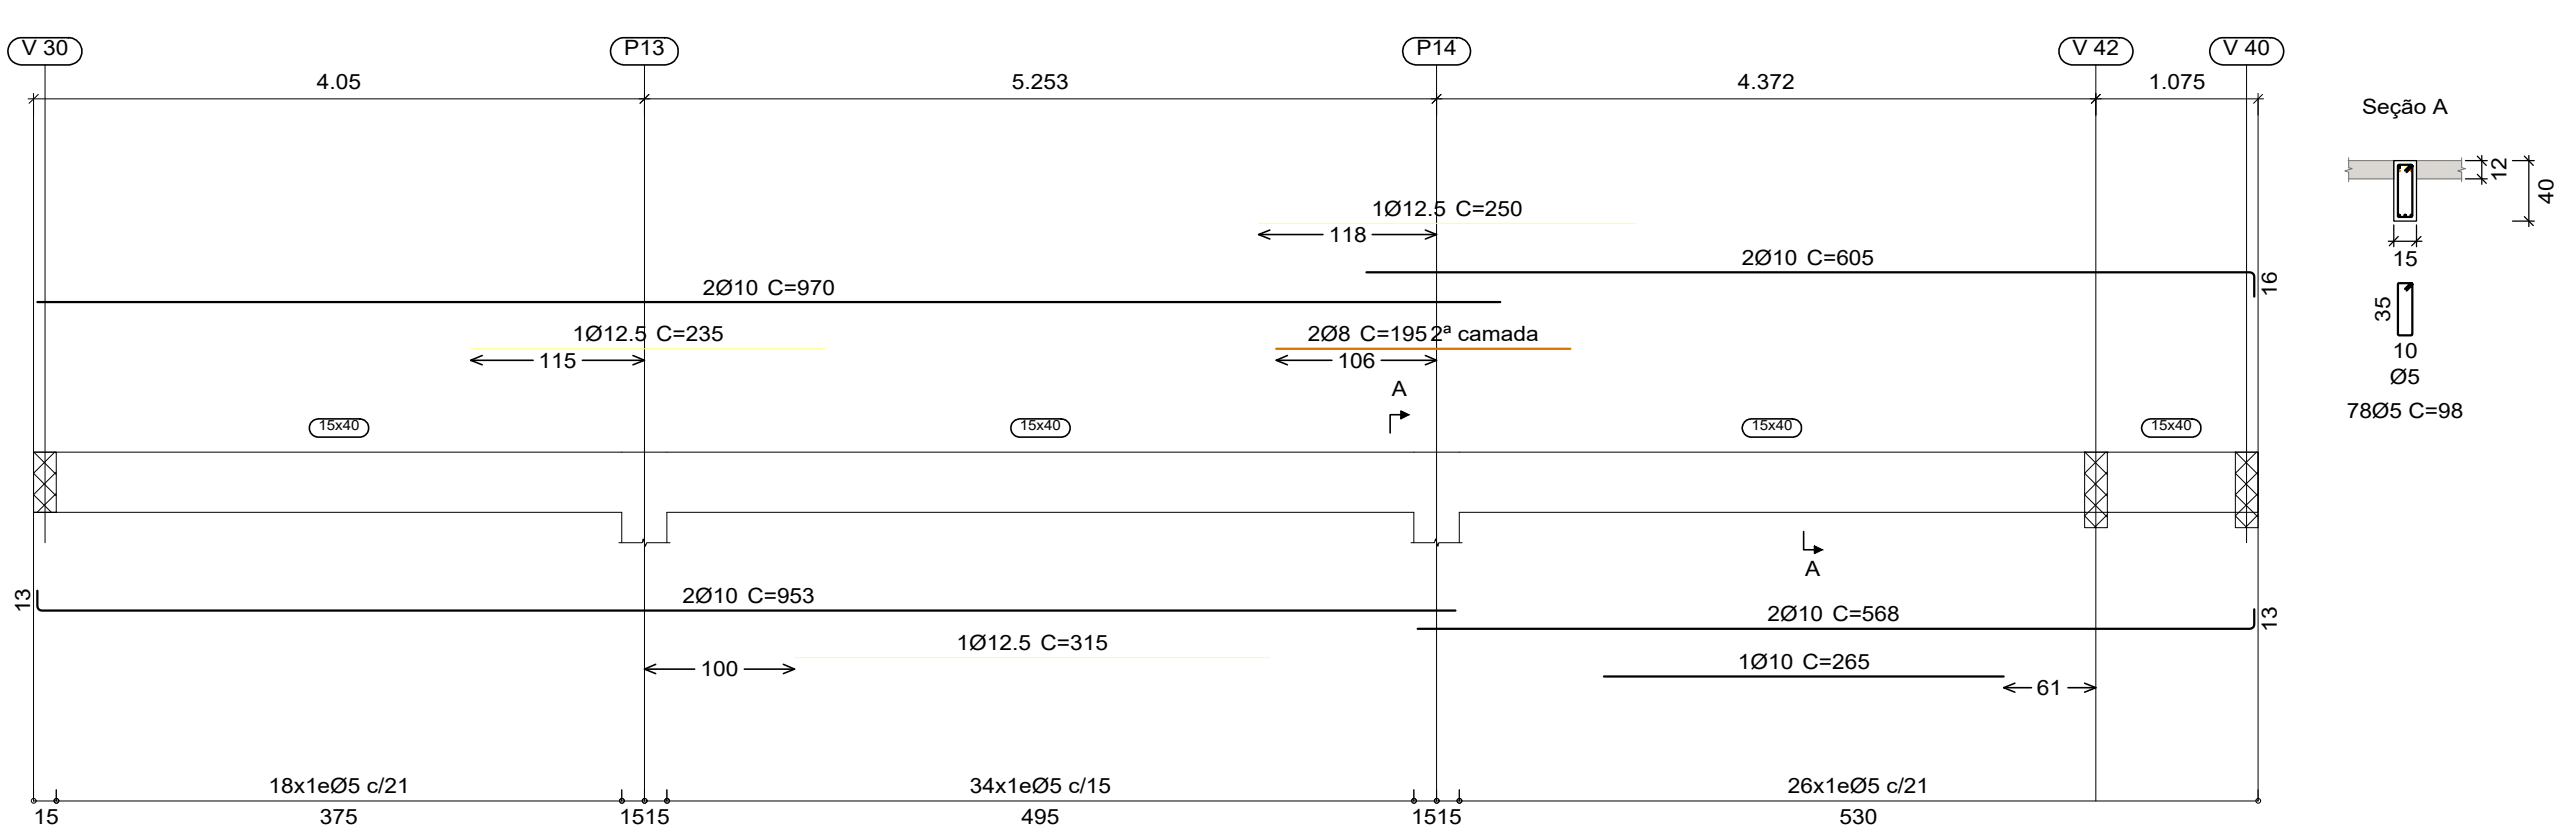 V 30
P13
P14
V 42
V 40
4.05
5.253
4.372
1.075
Seção A
12
40
15
1Ø12.5 C=250
118
2Ø10 C=605
16
2Ø10 C=970
35
10
Ø5
78Ø5 C=98
1Ø12.5 C=235
115
2Ø8 C=195 2ª camada
106
A
15x40
15x40
15x40
15x40
A
13
2Ø10 C=953
2Ø10 C=568
13
1Ø12.5 C=315
100
1Ø10 C=265
61
18x1eØ5 c/21
34x1eØ5 c/15
26x1eØ5 c/21
15
375
1515
495
1515
530